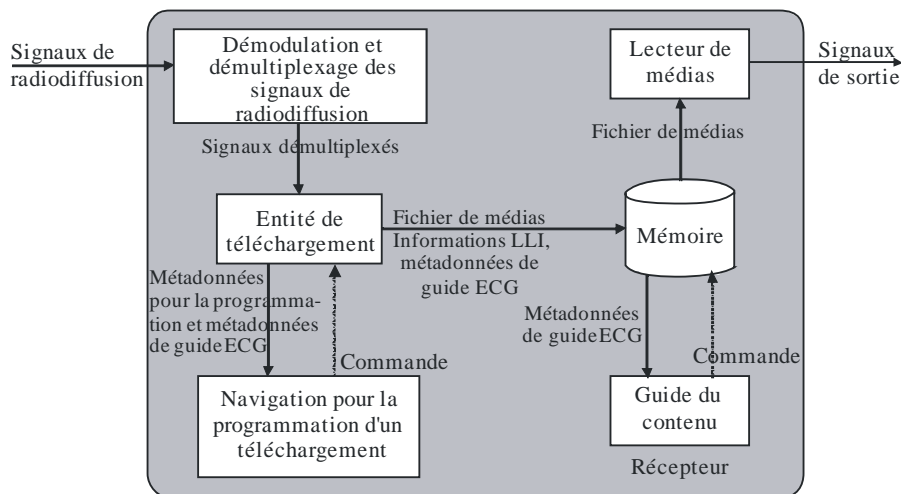 Signaux de
radiodiffusion
Démodulation et
démultiplexage des
signaux de
radiodiffusion
Lecteur de
médias
Signaux
de sortie
Signaux démultiplexés
Fichier de médias
Entité de
téléchargement
Fichier de médias
Informations LLI,
métadonnées de
guide ECG
Mémoire
Métadonnées
pour la programma-
tion et métadonnées
de guide ECG
Commande
Métadonnées
de guide ECG
Commande
Navigation pour la
programmation d'un
téléchargement
Guide du
contenu
Récepteur